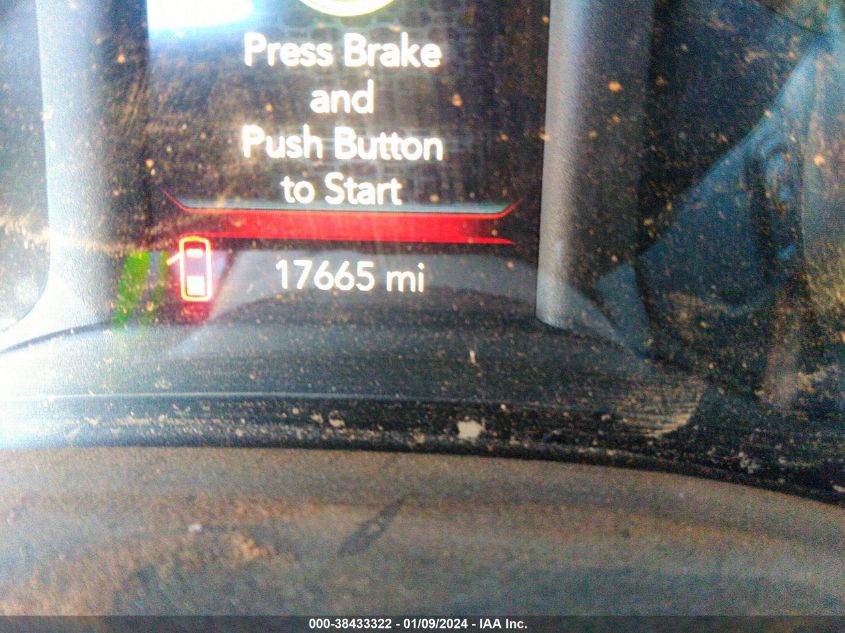 Press Brake
and
Push Button
to Start
17665 mi
000-38433322 - 01/09/2024 - IAA Inc.